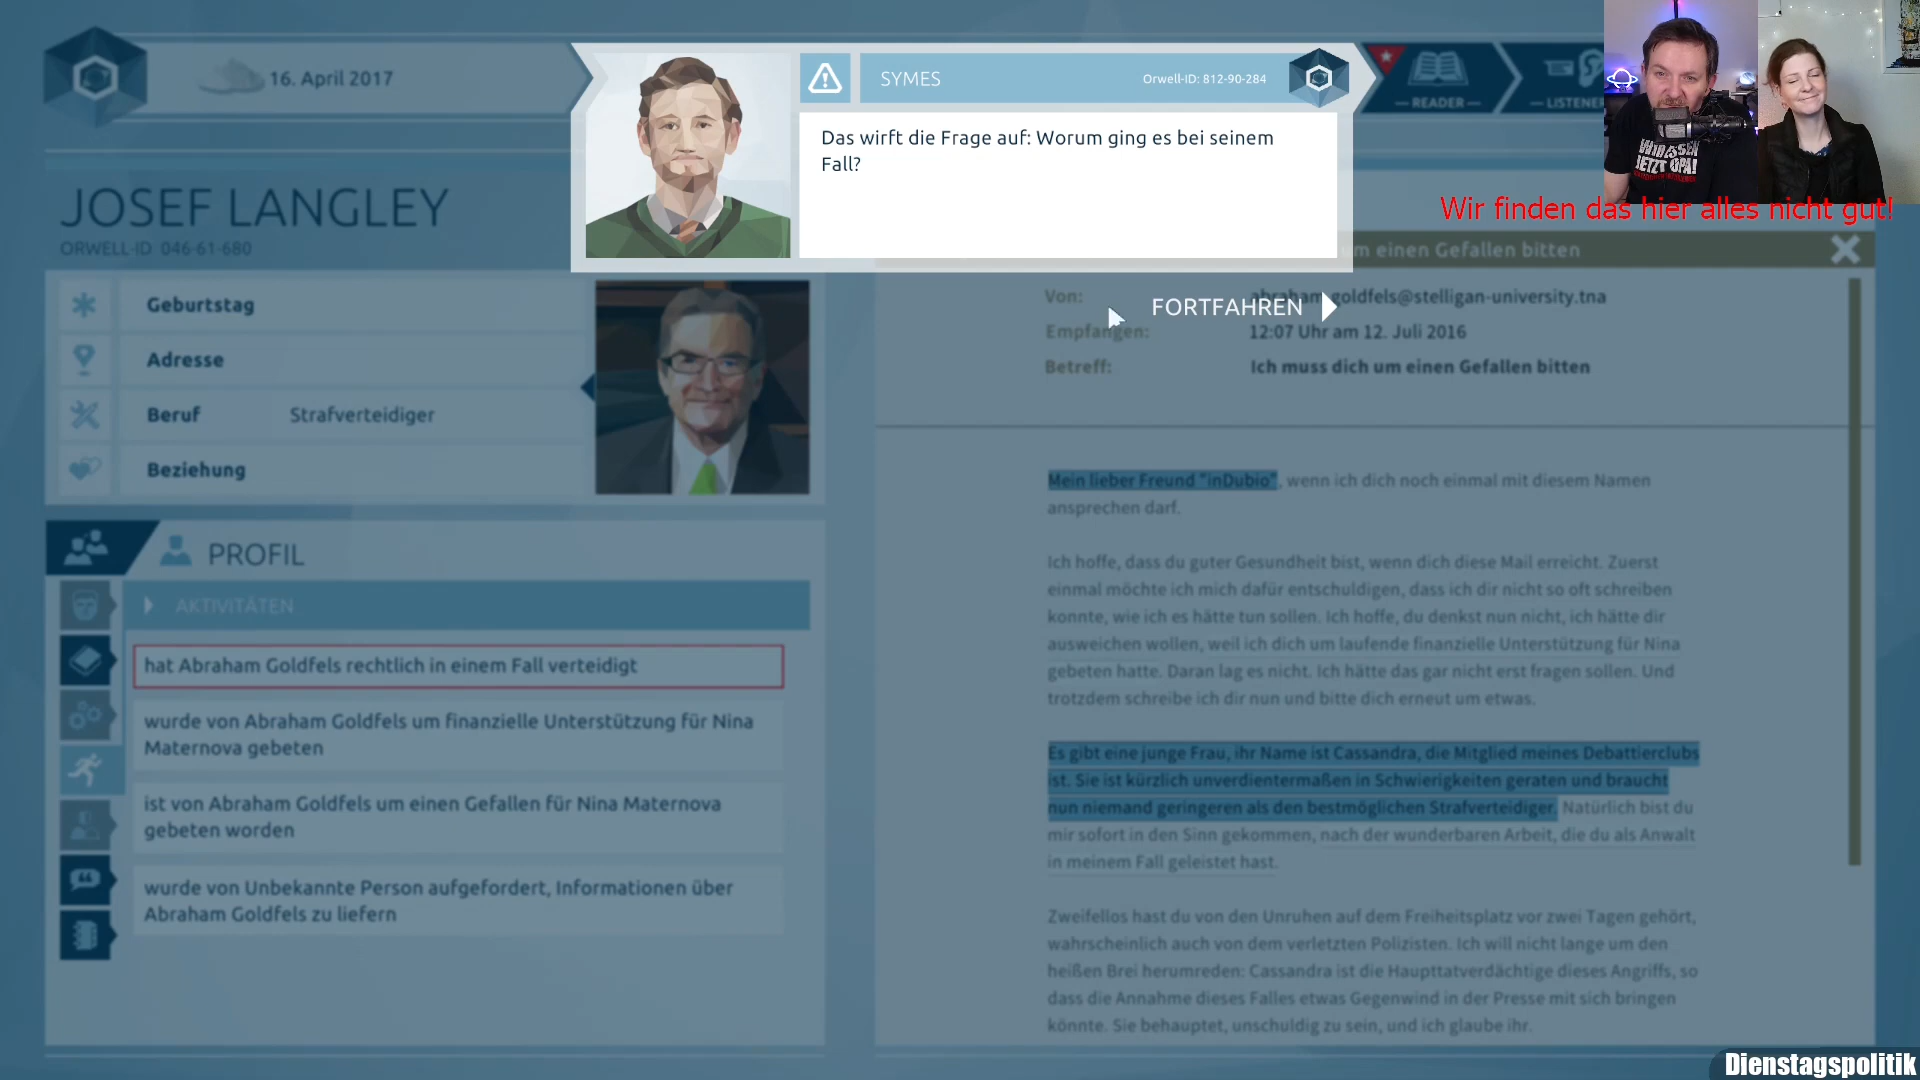 16. April 2017
SYMES
Orwell-ID: 812-90-284
Das wirft die Frage auf: Worum ging es bei seinem
Fall?
FORTFAHREN
READER
LISTENER
WIR ESSEN
JETZT OPA!
Wir finden das hier alles nicht gut!
JOSEF LANGLEY
ORWELL-ID 046-61-680
Geburtstag
Adresse
Beruf
Strafverteidiger
Beziehung
PROFIL
AKTIVITÄTEN
hat Abraham Goldfels rechtlich in einem Fall verteidigt
wurde von Abraham Goldfels um finanzielle Unterstützung für Nina
Maternova gebeten
ist von Abraham Goldfels um einen Gefallen für Nina Maternova
gebeten worden
wurde von Unbekannte Person aufgefordert, Informationen über
Abraham Goldfels zu liefern
m einen Gefallen bitten
Von:
abraham.goldfels@stelligan-university.tna
Empfangen:
12:07 Uhr am 12. Juli 2016
Betreff:
Ich muss dich um einen Gefallen bitten
Mein lieber Freund "inDubio", wenn ich dich noch einmal mit diesem Namen
ansprechen darf.
Ich hoffe, dass du guter Gesundheit bist, wenn dich diese Mail erreicht. Zuerst
einmal möchte ich mich dafür entschuldigen, dass ich dir nicht so oft schreiben
konnte, wie ich es hätte tun sollen. Ich hoffe, du denkst nun nicht, ich hätte dir
ausweichen wollen, weil ich dich um laufende finanzielle Unterstützung für Nina
gebeten hatte. Daran lag es nicht. Ich hätte das gar nicht erst fragen sollen. Und
trotzdem schreibe ich dir nun und bitte dich erneut um etwas.
Es gibt eine junge Frau, ihr Name ist Cassandra, die Mitglied meines Debattierclubs
ist. Sie ist kürzlich unverdientermaßen in Schwierigkeiten geraten und braucht
nun niemand geringeren als den bestmöglichen Strafverteidiger. Natürlich bist du
mir sofort in den Sinn gekommen, nach der wunderbaren Arbeit, die du als Anwalt
in meinem Fall geleistet hast.
Zweifellos hast du von den Unruhen auf dem Freiheitsplatz vor zwei Tagen gehört,
wahrscheinlich auch von dem verletzten Polizisten. Ich will nicht lange um den
heißen Brei herumreden: Cassandra ist die Haupttatverdächtige dieses Angriffs, so
dass die Annahme dieses Falles etwas Gegenwind in der Presse mit sich bringen
könnte. Sie behauptet, unschuldig zu sein, und ich glaube ihr.
Dienstagspolitik